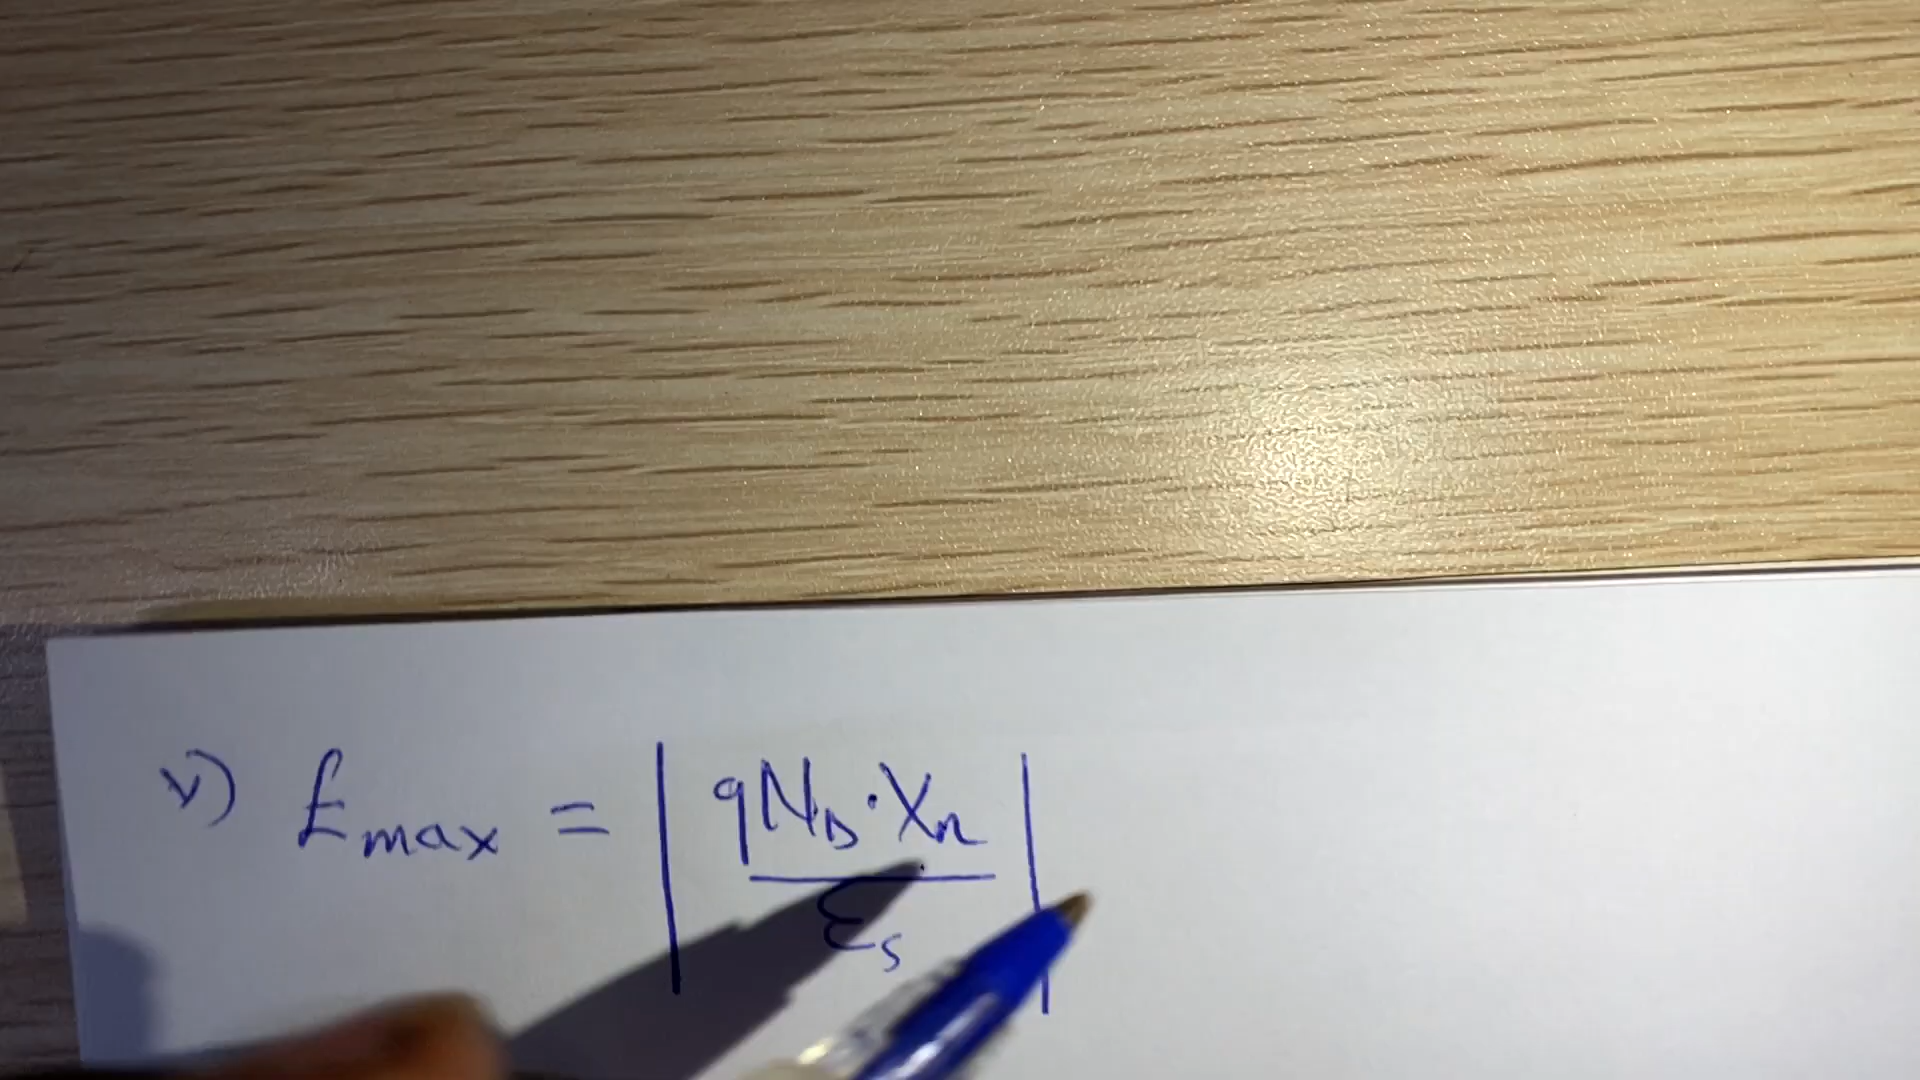 v) Emax = | qND·Xn / εs |